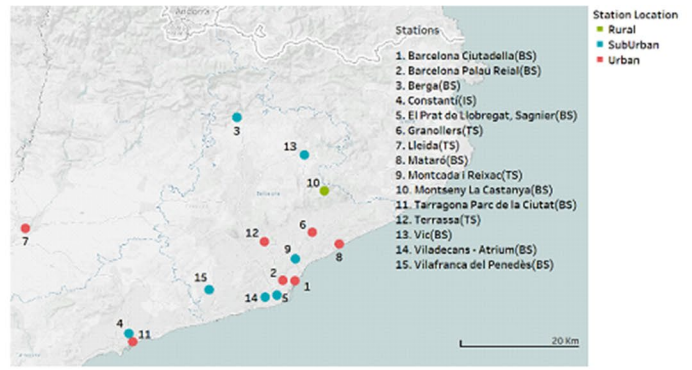 Andorra
Stations
1. Barcelona Ciutadella(BS)
2. Barcelona Palau Reial(BS)
3. Berga(BS)
4. Constantí(IS)
5. El Prat de Llobregat, Sagnier(BS)
6. Granollers(TS)
7. Lleida(TS)
8. Mataró(BS)
9. Montcada i Reixac(TS)
10. Montseny La Castanya(BS)
11. Tarragona Parc de la Ciutat(BS)
12. Terrassa(TS)
13. Vic(BS)
14. Viladecans - Atrium(BS)
15. Vilafranca del Penedès(BS)
Station Location
Rural
SubUrban
Urban
3
13
10
7
12
6
8
9
2
1
15
14
5
4
11
20 Km